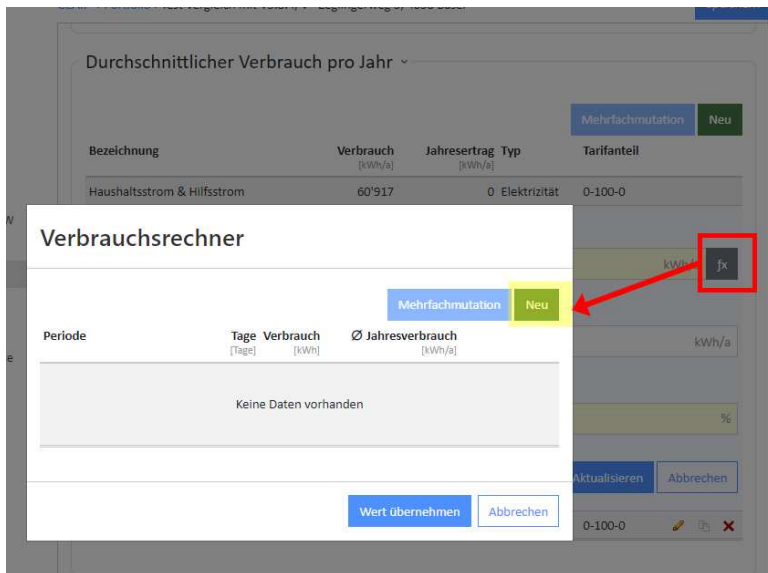 Durchschnittlicher Verbrauch pro Jahr
Mehrfachmutation Neu
Bezeichnung Verbrauch Jahresertrag Typ Tarifanteil
[kWh/a] [kWh/a]
Haushaltsstrom & Hilfsstrom 60'917 0 Elektrizität 0-100-0
Verbrauchsrechner
fx
Mehrfachmutation Neu
Periode Tage Verbrauch Ø Jahresverbrauch
[Tage] [kWh] [kWh/a]
kWh/a
Keine Daten vorhanden
%
Aktualisieren Abbrechen
Wert übernehmen Abbrechen
0-100-0